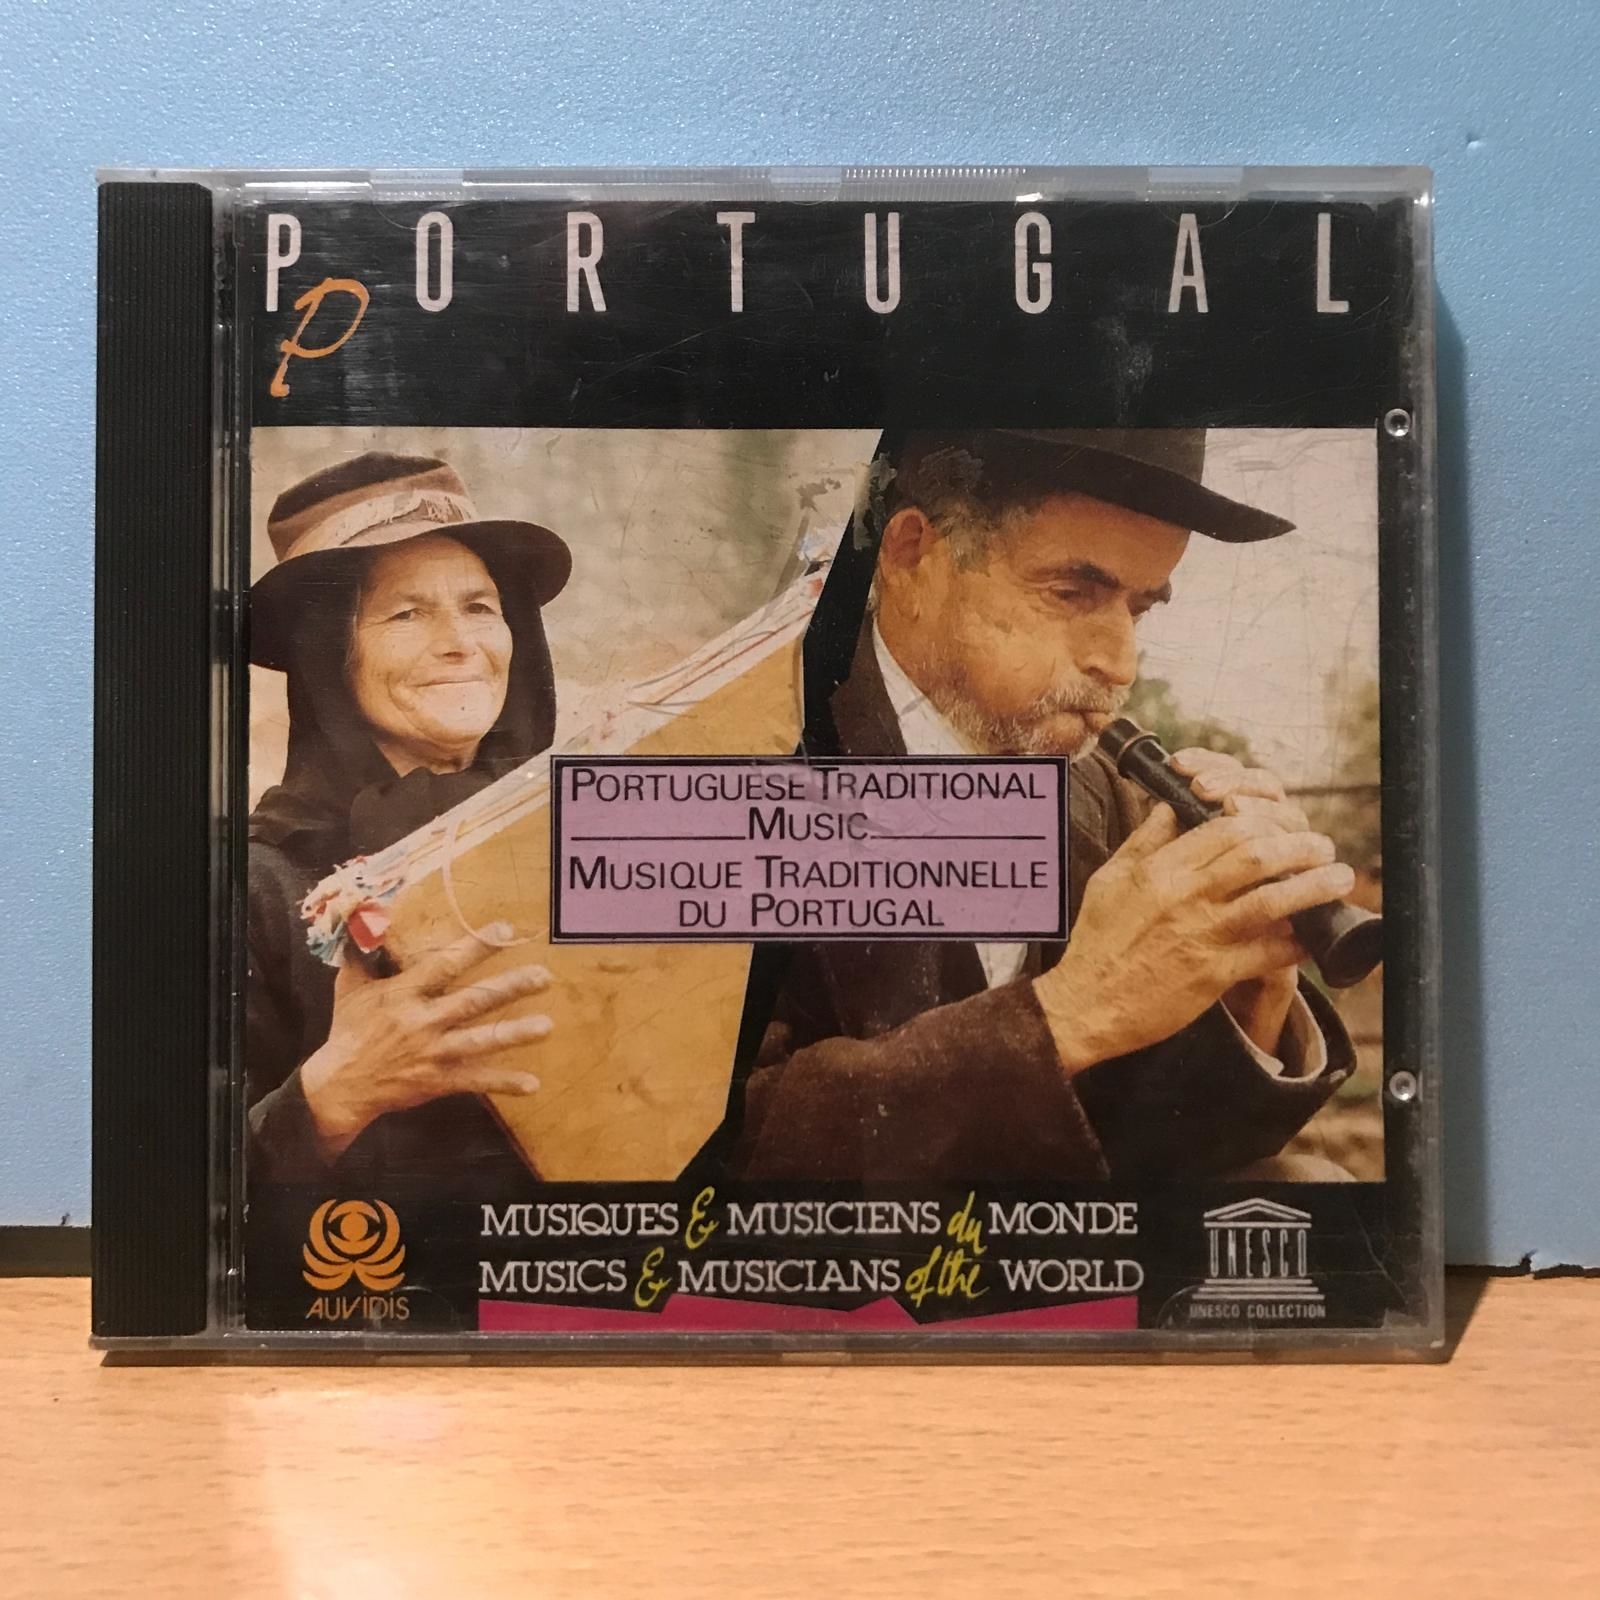 PORTUGAL
P
PORTUGUESE TRADITIONAL
MUSIC
MUSIQUE TRADITIONNELLE
DU PORTUGAL
MUSIQUES & MUSICIENS du MONDE
MUSICS & MUSICIANS of the WORLD
AUVIDIS
UNESCO
UNESCO COLLECTION